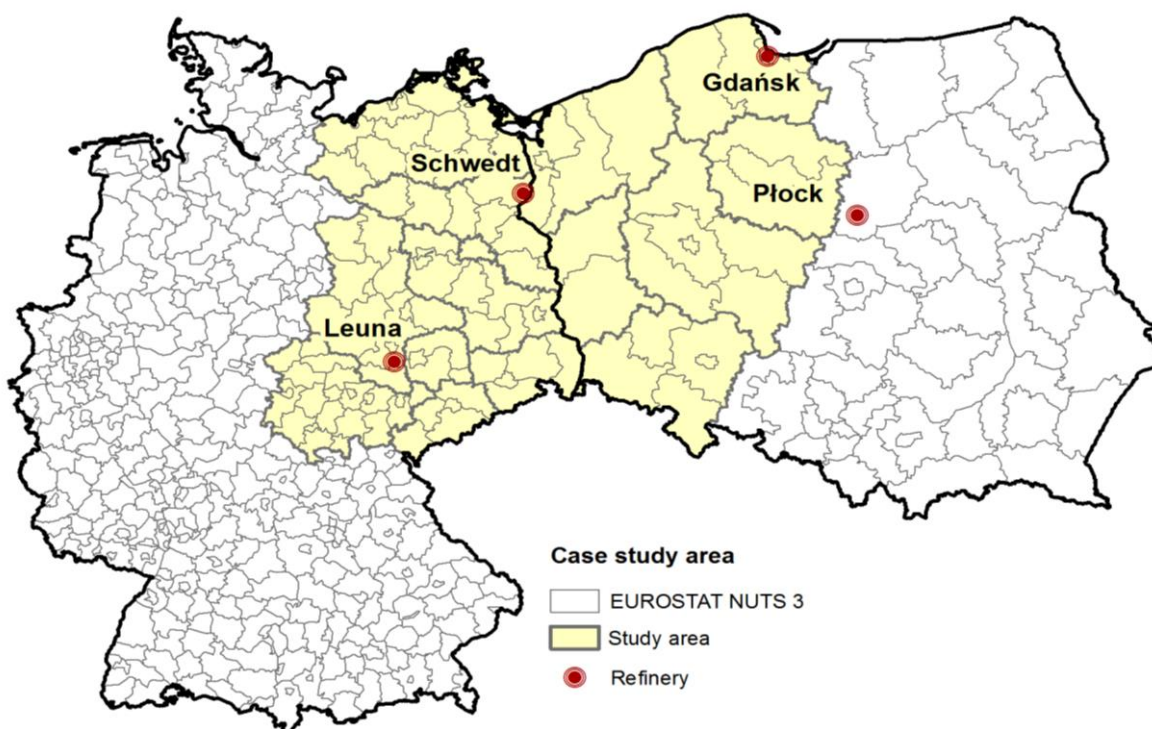 Gdańsk
Schwedt
Płock
Leuna
Case study area
EUROSTAT NUTS 3
Study area
Refinery